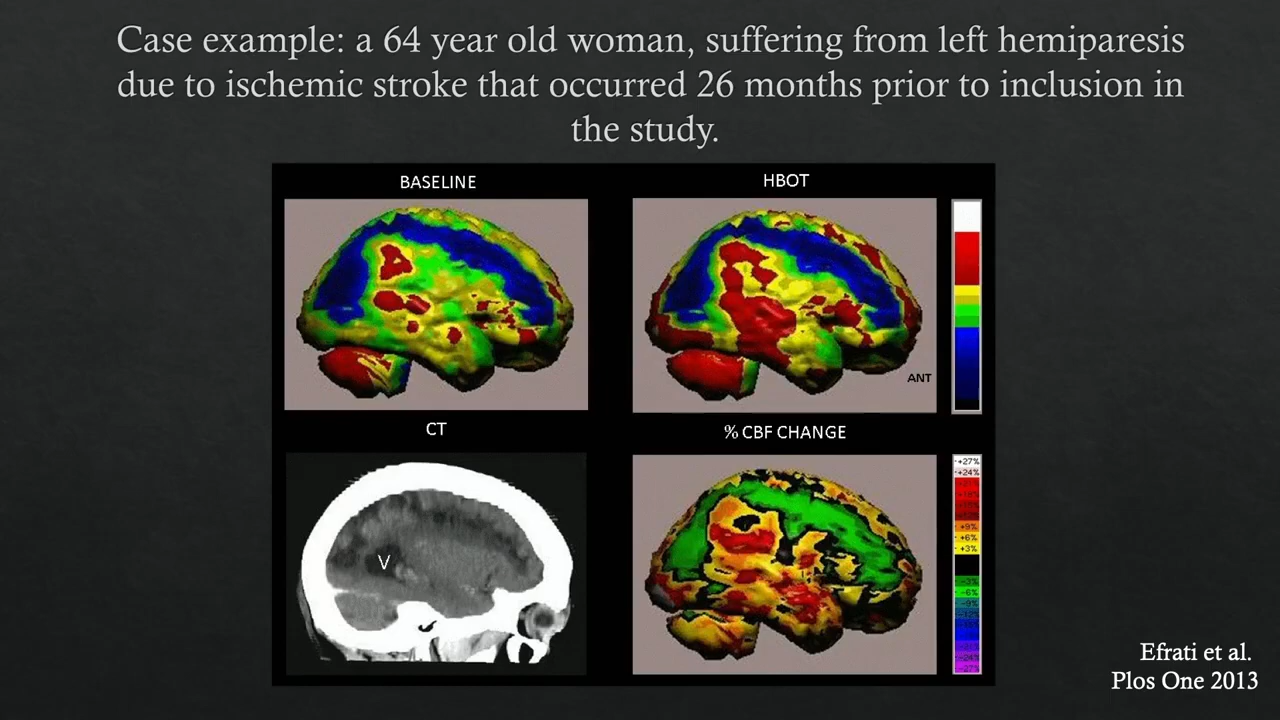 Case example: a 64 year old woman, suffering from left hemiparesis
due to ischemic stroke that occurred 26 months prior to inclusion in
the study.
BASELINE
HBOT
ANT
CT
% CBF CHANGE
V
+27%
+24%
+9%
+6%
+3%
-6%
Efrati et al.
Plos One 2013